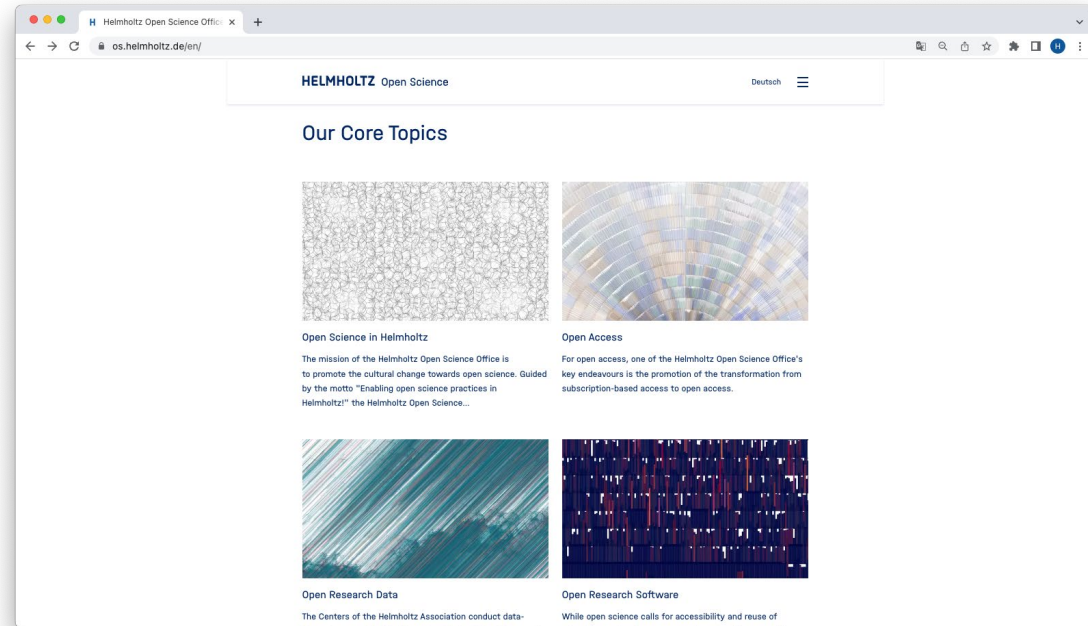 H Helmholtz Open Science Offic
os.helmholtz.de/en/
H
HELMHOLTZ Open Science
Deutsch
Our Core Topics
Open Science in Helmholtz
The mission of the Helmholtz Open Science Office is
to promote the cultural change towards open science. Guided
by the motto "Enabling open science practices in
Helmholtz!" the Helmholtz Open Science...
Open Access
For open access, one of the Helmholtz Open Science Office's
key endeavours is the promotion of the transformation from
subscription-based access to open access.
Open Research Data
The Centers of the Helmholtz Association conduct data-
Open Research Software
While open science calls for accessibility and reuse of